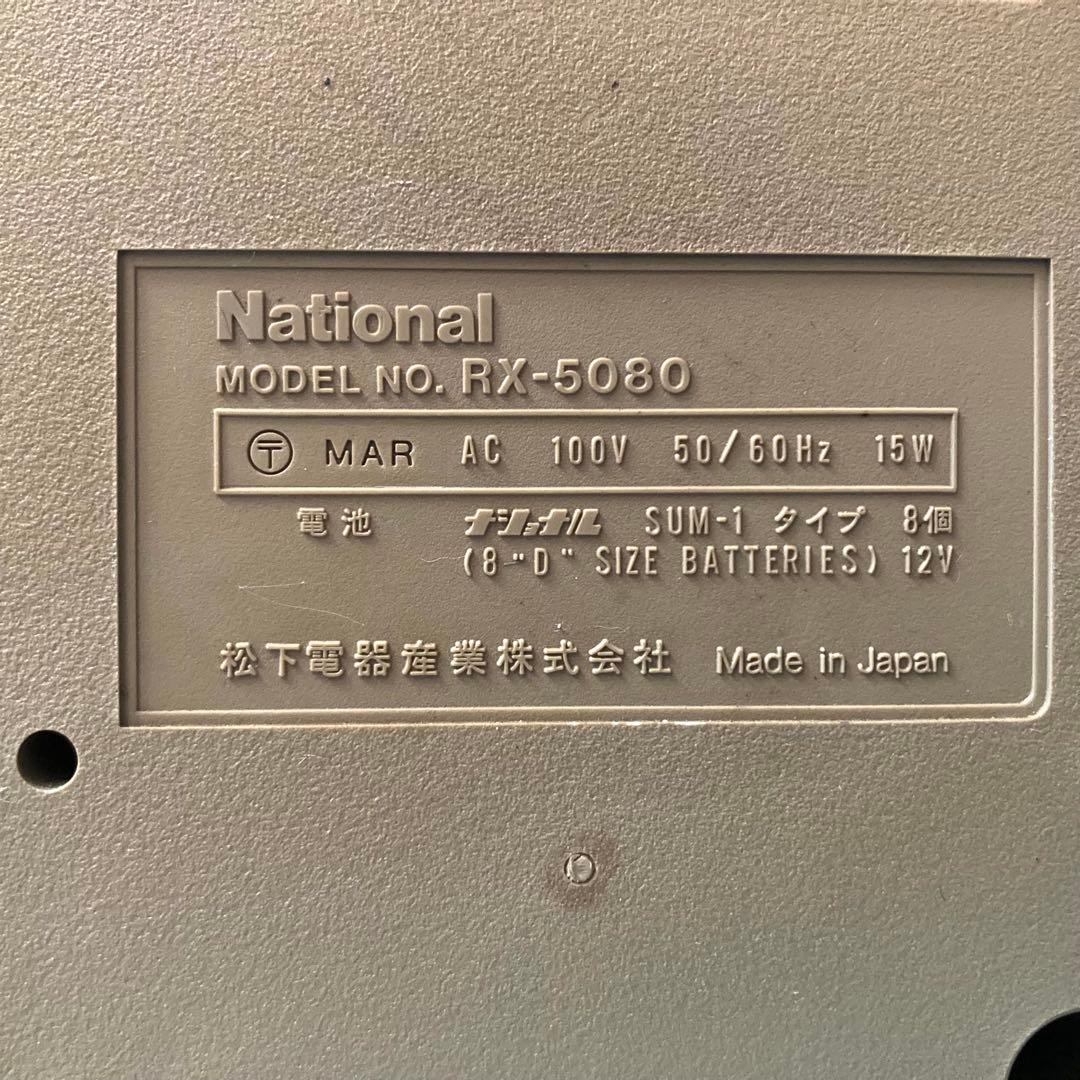 National
MODEL NO. RX-5080
〒 MAR AC 100V 50/60Hz 15W
電池 ナショナル SUM-1 タイプ 8個
(8 "D" SIZE BATTERIES) 12V
松下電器産業株式会社 Made in Japan